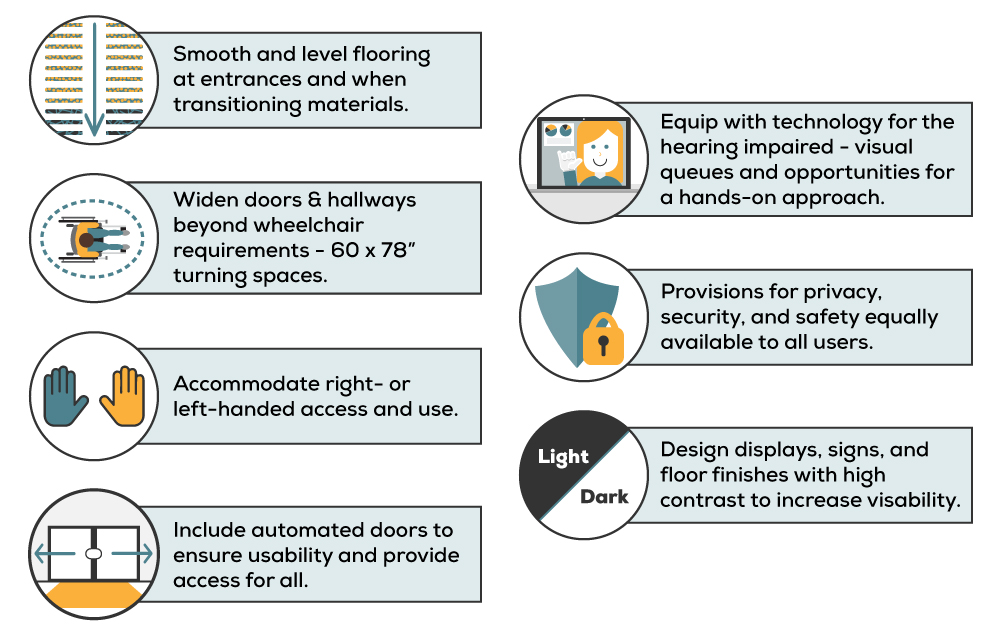 Smooth and level flooring
at entrances and when
transitioning materials.
Widen doors & hallways
beyond wheelchair
requirements - 60 x 78”
turning spaces.
Accommodate right- or
left-handed access and use.
Include automated doors to
ensure usability and provide
access for all.
Equip with technology for the
hearing impaired - visual
queues and opportunities for
a hands-on approach.
Provisions for privacy,
security, and safety equally
available to all users.
Light
Dark
Design displays, signs, and
floor finishes with high
contrast to increase visability.